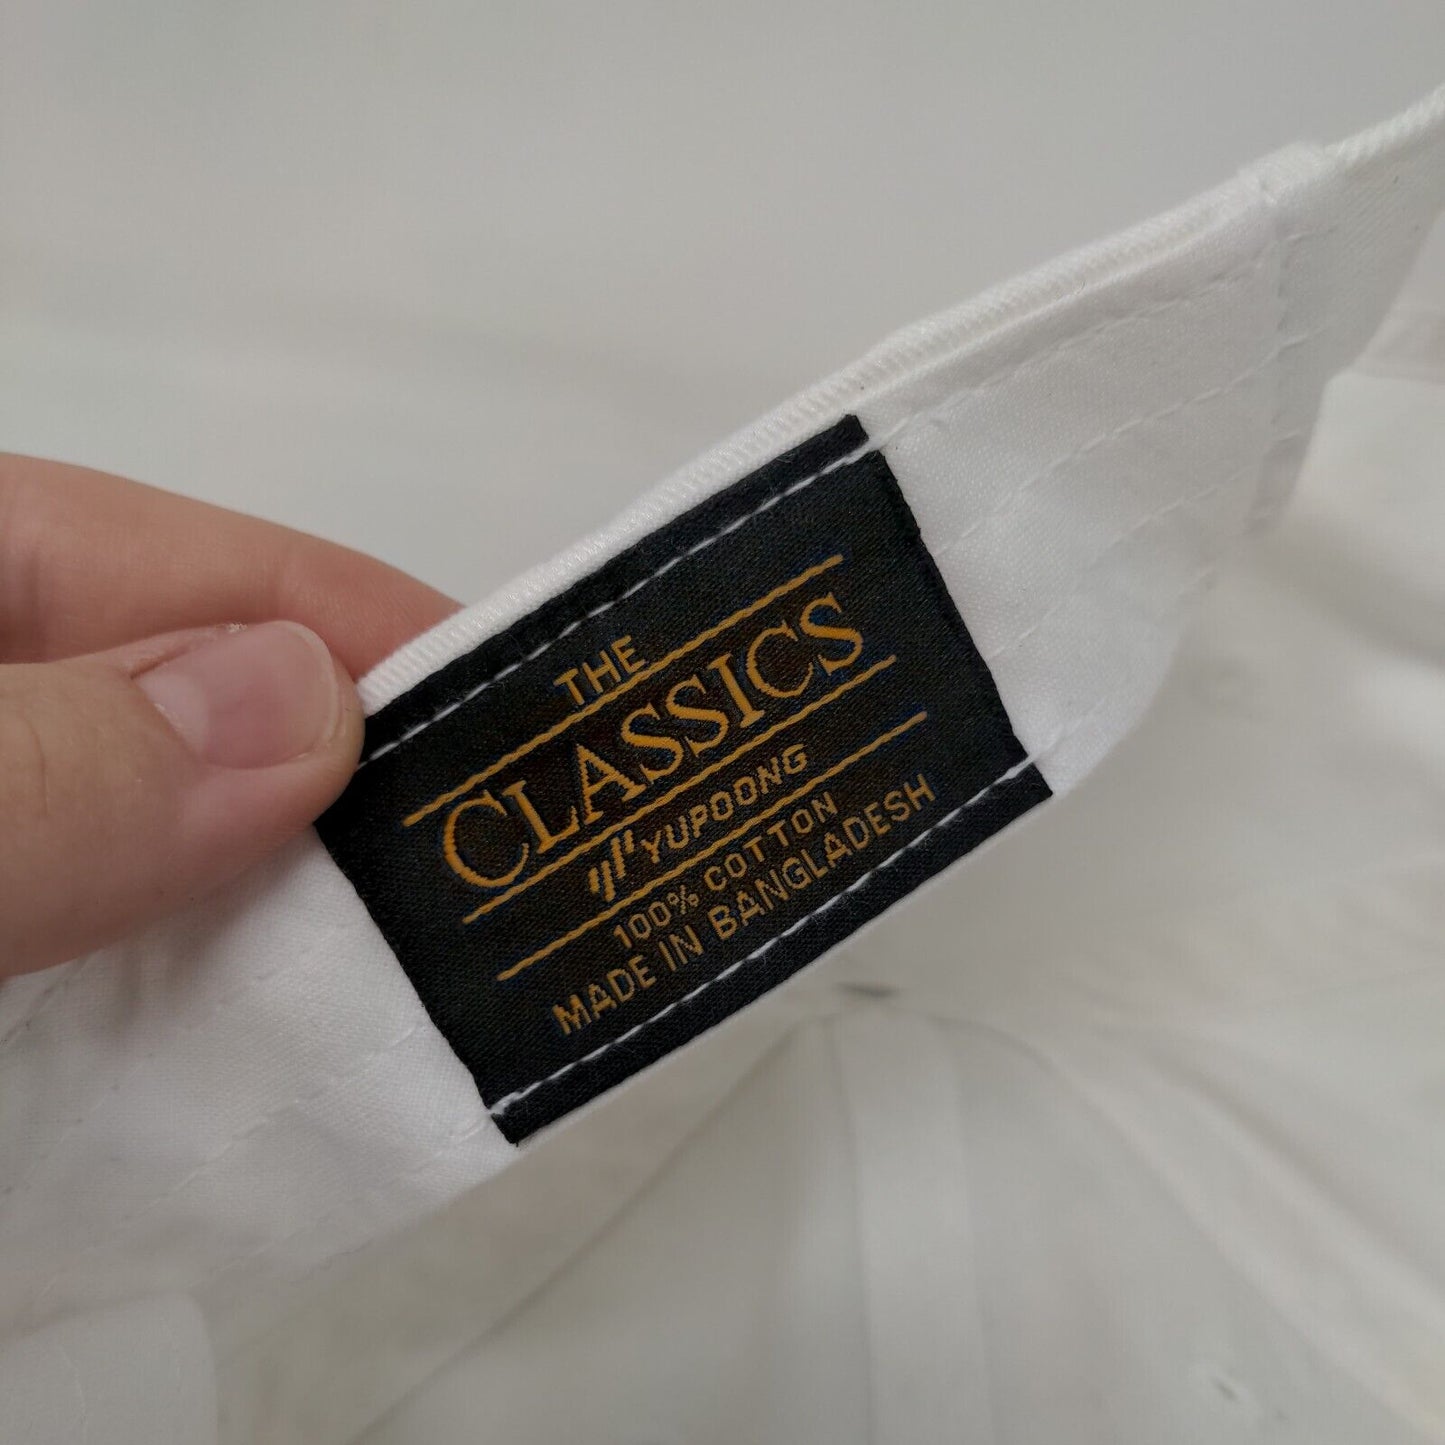 THE
CLASSICS
YUPOONG
100% COTTON
MADE IN BANGLADESH